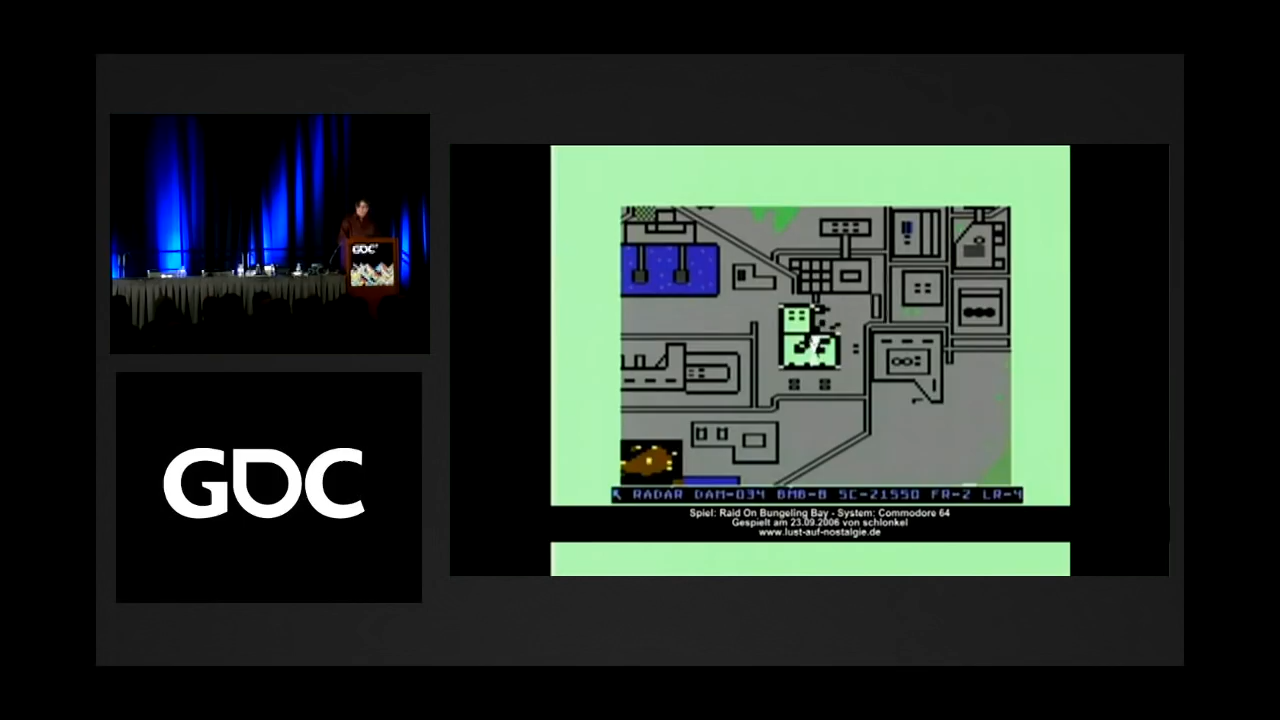 GDC
GDC
RADAR DAM-034 BMB-8 SC-21550 FR-2 LR-4
Spiel: Raid On Bungeling Bay - System: Commodore 64
Gespielt am 23.09.2006 von schlonkel
www.lust-auf-nostalgie.de